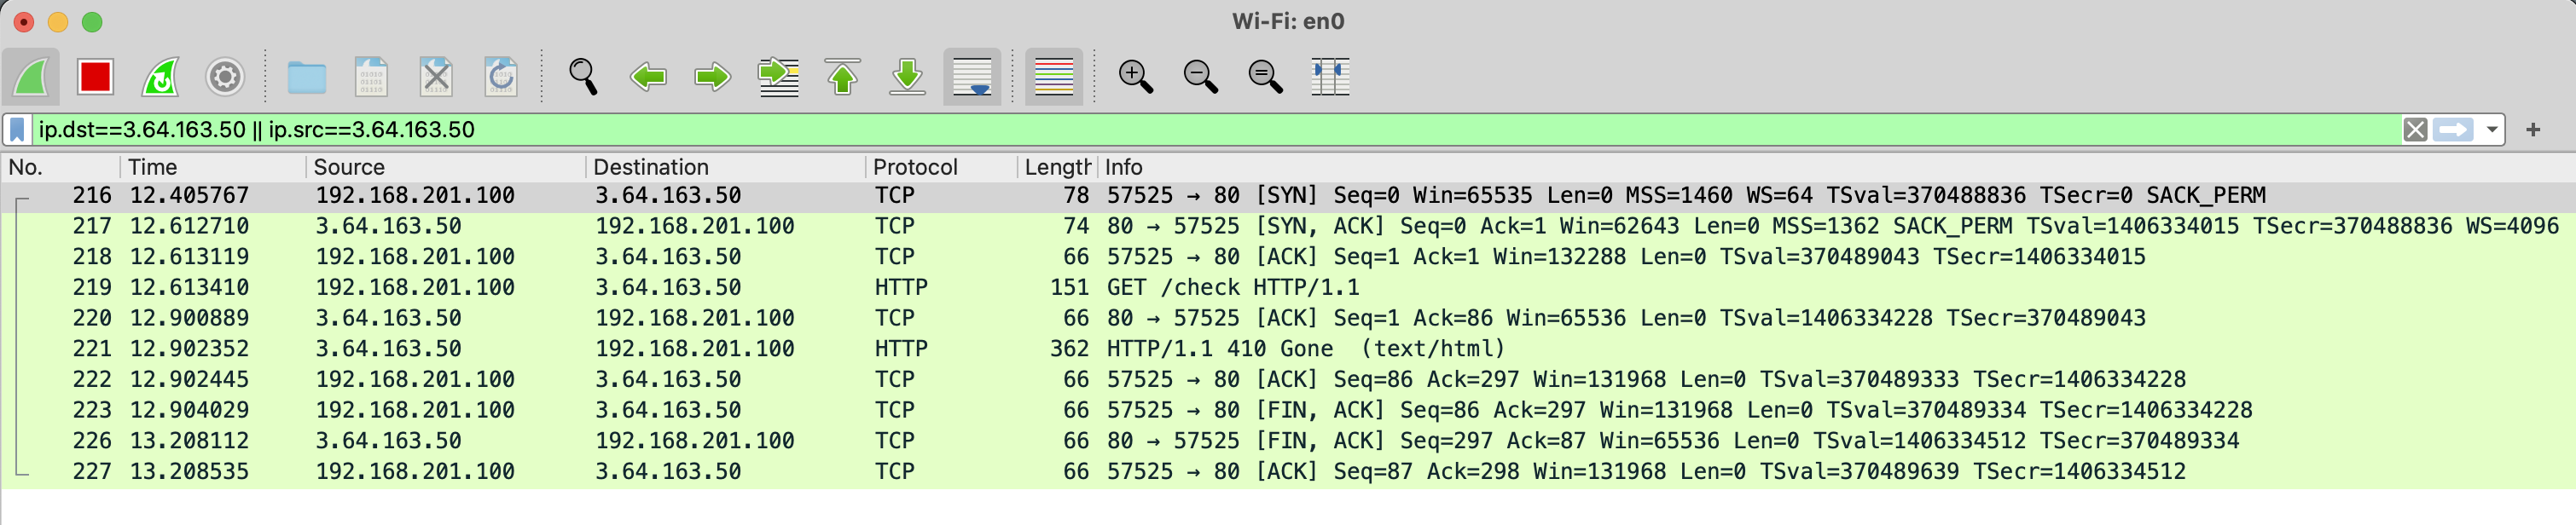 Wi-Fi: en0
ip.dst==3.64.163.50 || ip.src==3.64.163.50
No. Time Source Destination Protocol Length Info
216 12.405767 192.168.201.100 3.64.163.50 TCP 78 57525 → 80 [SYN] Seq=0 Win=65535 Len=0 MSS=1460 WS=64 TSval=370488836 TSecr=0 SACK_PERM
217 12.612710 3.64.163.50 192.168.201.100 TCP 74 80 → 57525 [SYN, ACK] Seq=0 Ack=1 Win=62643 Len=0 MSS=1362 SACK_PERM TSval=1406334015 TSecr=370488836 WS=4096
218 12.613119 192.168.201.100 3.64.163.50 TCP 66 57525 → 80 [ACK] Seq=1 Ack=1 Win=132288 Len=0 TSval=370489043 TSecr=1406334015
219 12.613410 192.168.201.100 3.64.163.50 HTTP 151 GET /check HTTP/1.1
220 12.900889 3.64.163.50 192.168.201.100 TCP 66 80 → 57525 [ACK] Seq=1 Ack=86 Win=65536 Len=0 TSval=1406334228 TSecr=370489043
221 12.902352 3.64.163.50 192.168.201.100 HTTP 362 HTTP/1.1 410 Gone (text/html)
222 12.902445 192.168.201.100 3.64.163.50 TCP 66 57525 → 80 [ACK] Seq=86 Ack=297 Win=131968 Len=0 TSval=370489333 TSecr=1406334228
223 12.904029 192.168.201.100 3.64.163.50 TCP 66 57525 → 80 [FIN, ACK] Seq=86 Ack=297 Win=131968 Len=0 TSval=370489334 TSecr=1406334228
226 13.208112 3.64.163.50 192.168.201.100 TCP 66 80 → 57525 [FIN, ACK] Seq=297 Ack=87 Win=65536 Len=0 TSval=1406334512 TSecr=370489334
227 13.208535 192.168.201.100 3.64.163.50 TCP 66 57525 → 80 [ACK] Seq=87 Ack=298 Win=131968 Len=0 TSval=370489639 TSecr=1406334512